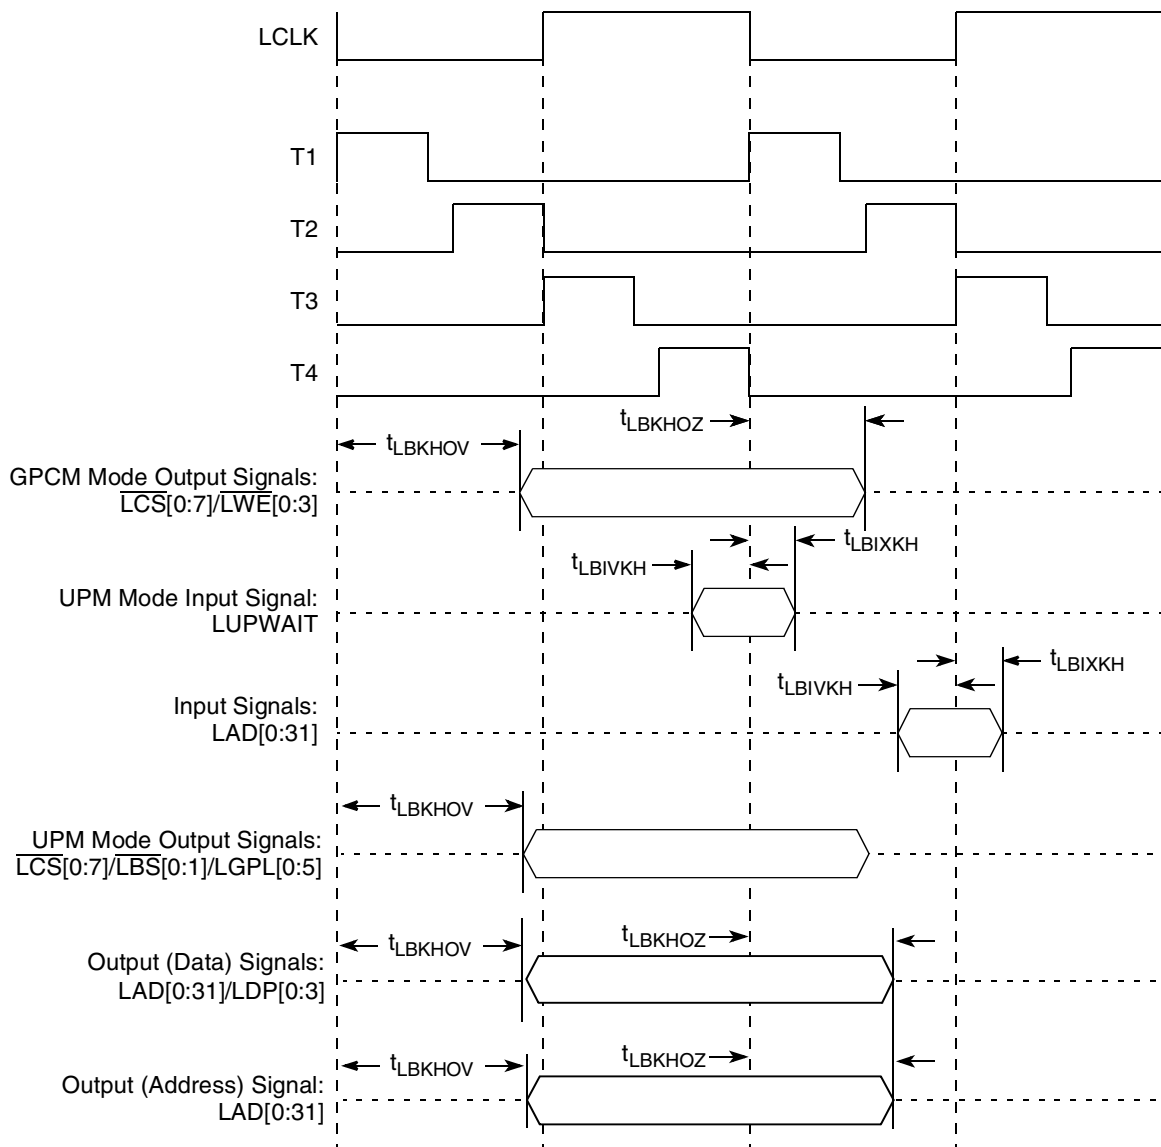 LCLK
T1
T2
T3
T4
tLBKHOZ
tLBKHOV
GPCM Mode Output Signals:
LCS[0:7]/LWE[0:3]
tLBIXKH
tLBIVKH
UPM Mode Input Signal:
LUPWAIT
tLBIXKH
tLBIVKH
Input Signals:
LAD[0:31]
tLBKHOV
UPM Mode Output Signals:
LCS[0:7]/LBS[0:1]/LGPL[0:5]
tLBKHOV
tLBKHOZ
Output (Data) Signals:
LAD[0:31]/LDP[0:3]
tLBKHOV
tLBKHOZ
Output (Address) Signal:
LAD[0:31]